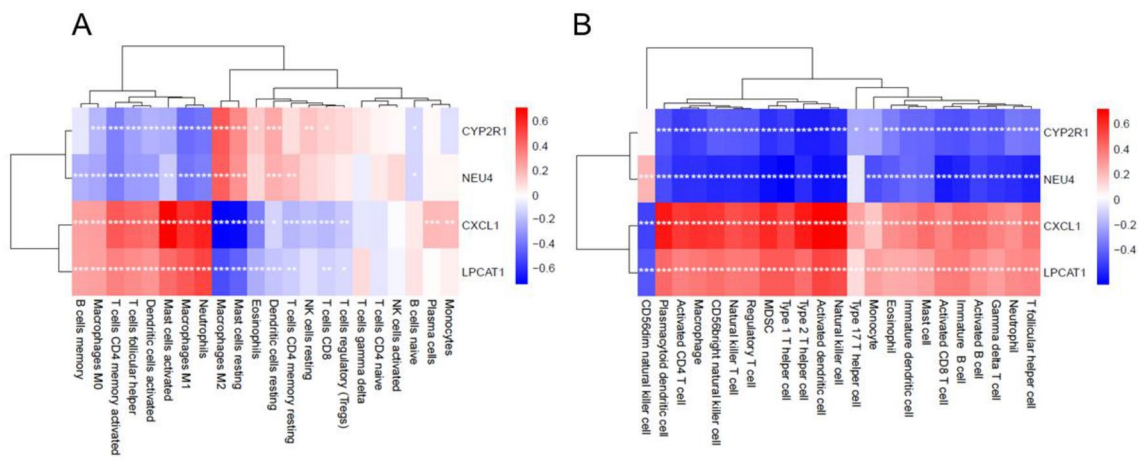 A
CYP2R1
NEU4
CXCL1
LPCAT1
0.6
0.4
0.2
0
−0.2
−0.4
−0.6
B cells memory
Macrophages M0
T cells CD4 memory activated
T cells follicular helper
Dendritic cells activated
Mast cells activated
Macrophages M1
Neutrophils
Macrophages M2
Mast cells resting
Eosinophils
Dendritic cells resting
T cells CD4 memory resting
NK cells resting
T cells CD8
T cells regulatory (Tregs)
T cells gamma delta
T cells CD4 naive
NK cells activated
B cells naive
Plasma cells
Monocytes
B
CYP2R1
NEU4
CXCL1
LPCAT1
0.6
0.4
0.2
0
−0.2
−0.4
CD56dim natural killer cell
Plasmacytoid dendritic cell
Activated CD4 T cell
Macrophage
CD56bright natural killer cell
Natural killer T cell
Regulatory T cell
MDSC
Type 1 T helper cell
Type 2 T helper cell
Activated dendritic cell
Natural killer cell
Type 17 T helper cell
Monocyte
Eosinophil
Immature dendritic cell
Mast cell
Activated CD8 T cell
Immature B cell
Activated B cell
Gamma delta T cell
Neutrophil
T follicular helper cell